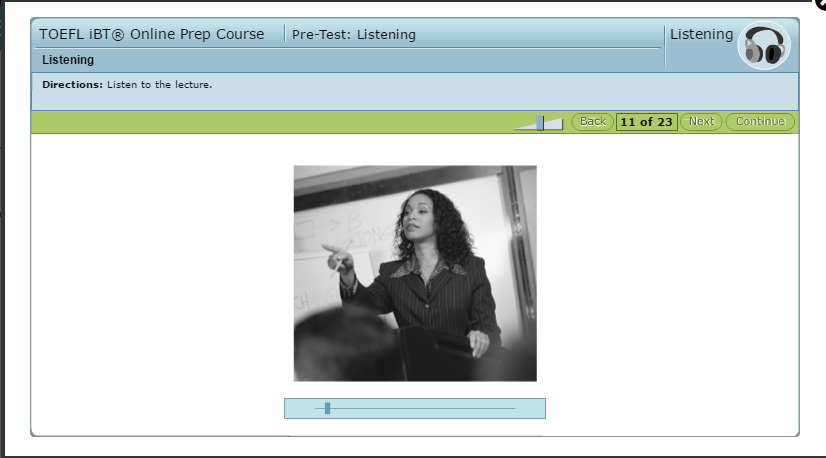 TOEFL iBT® Online Prep Course
Pre-Test: Listening
Listening
Listening
Directions: Listen to the lecture.
Back
11 of 23
Next
Continue
> 8